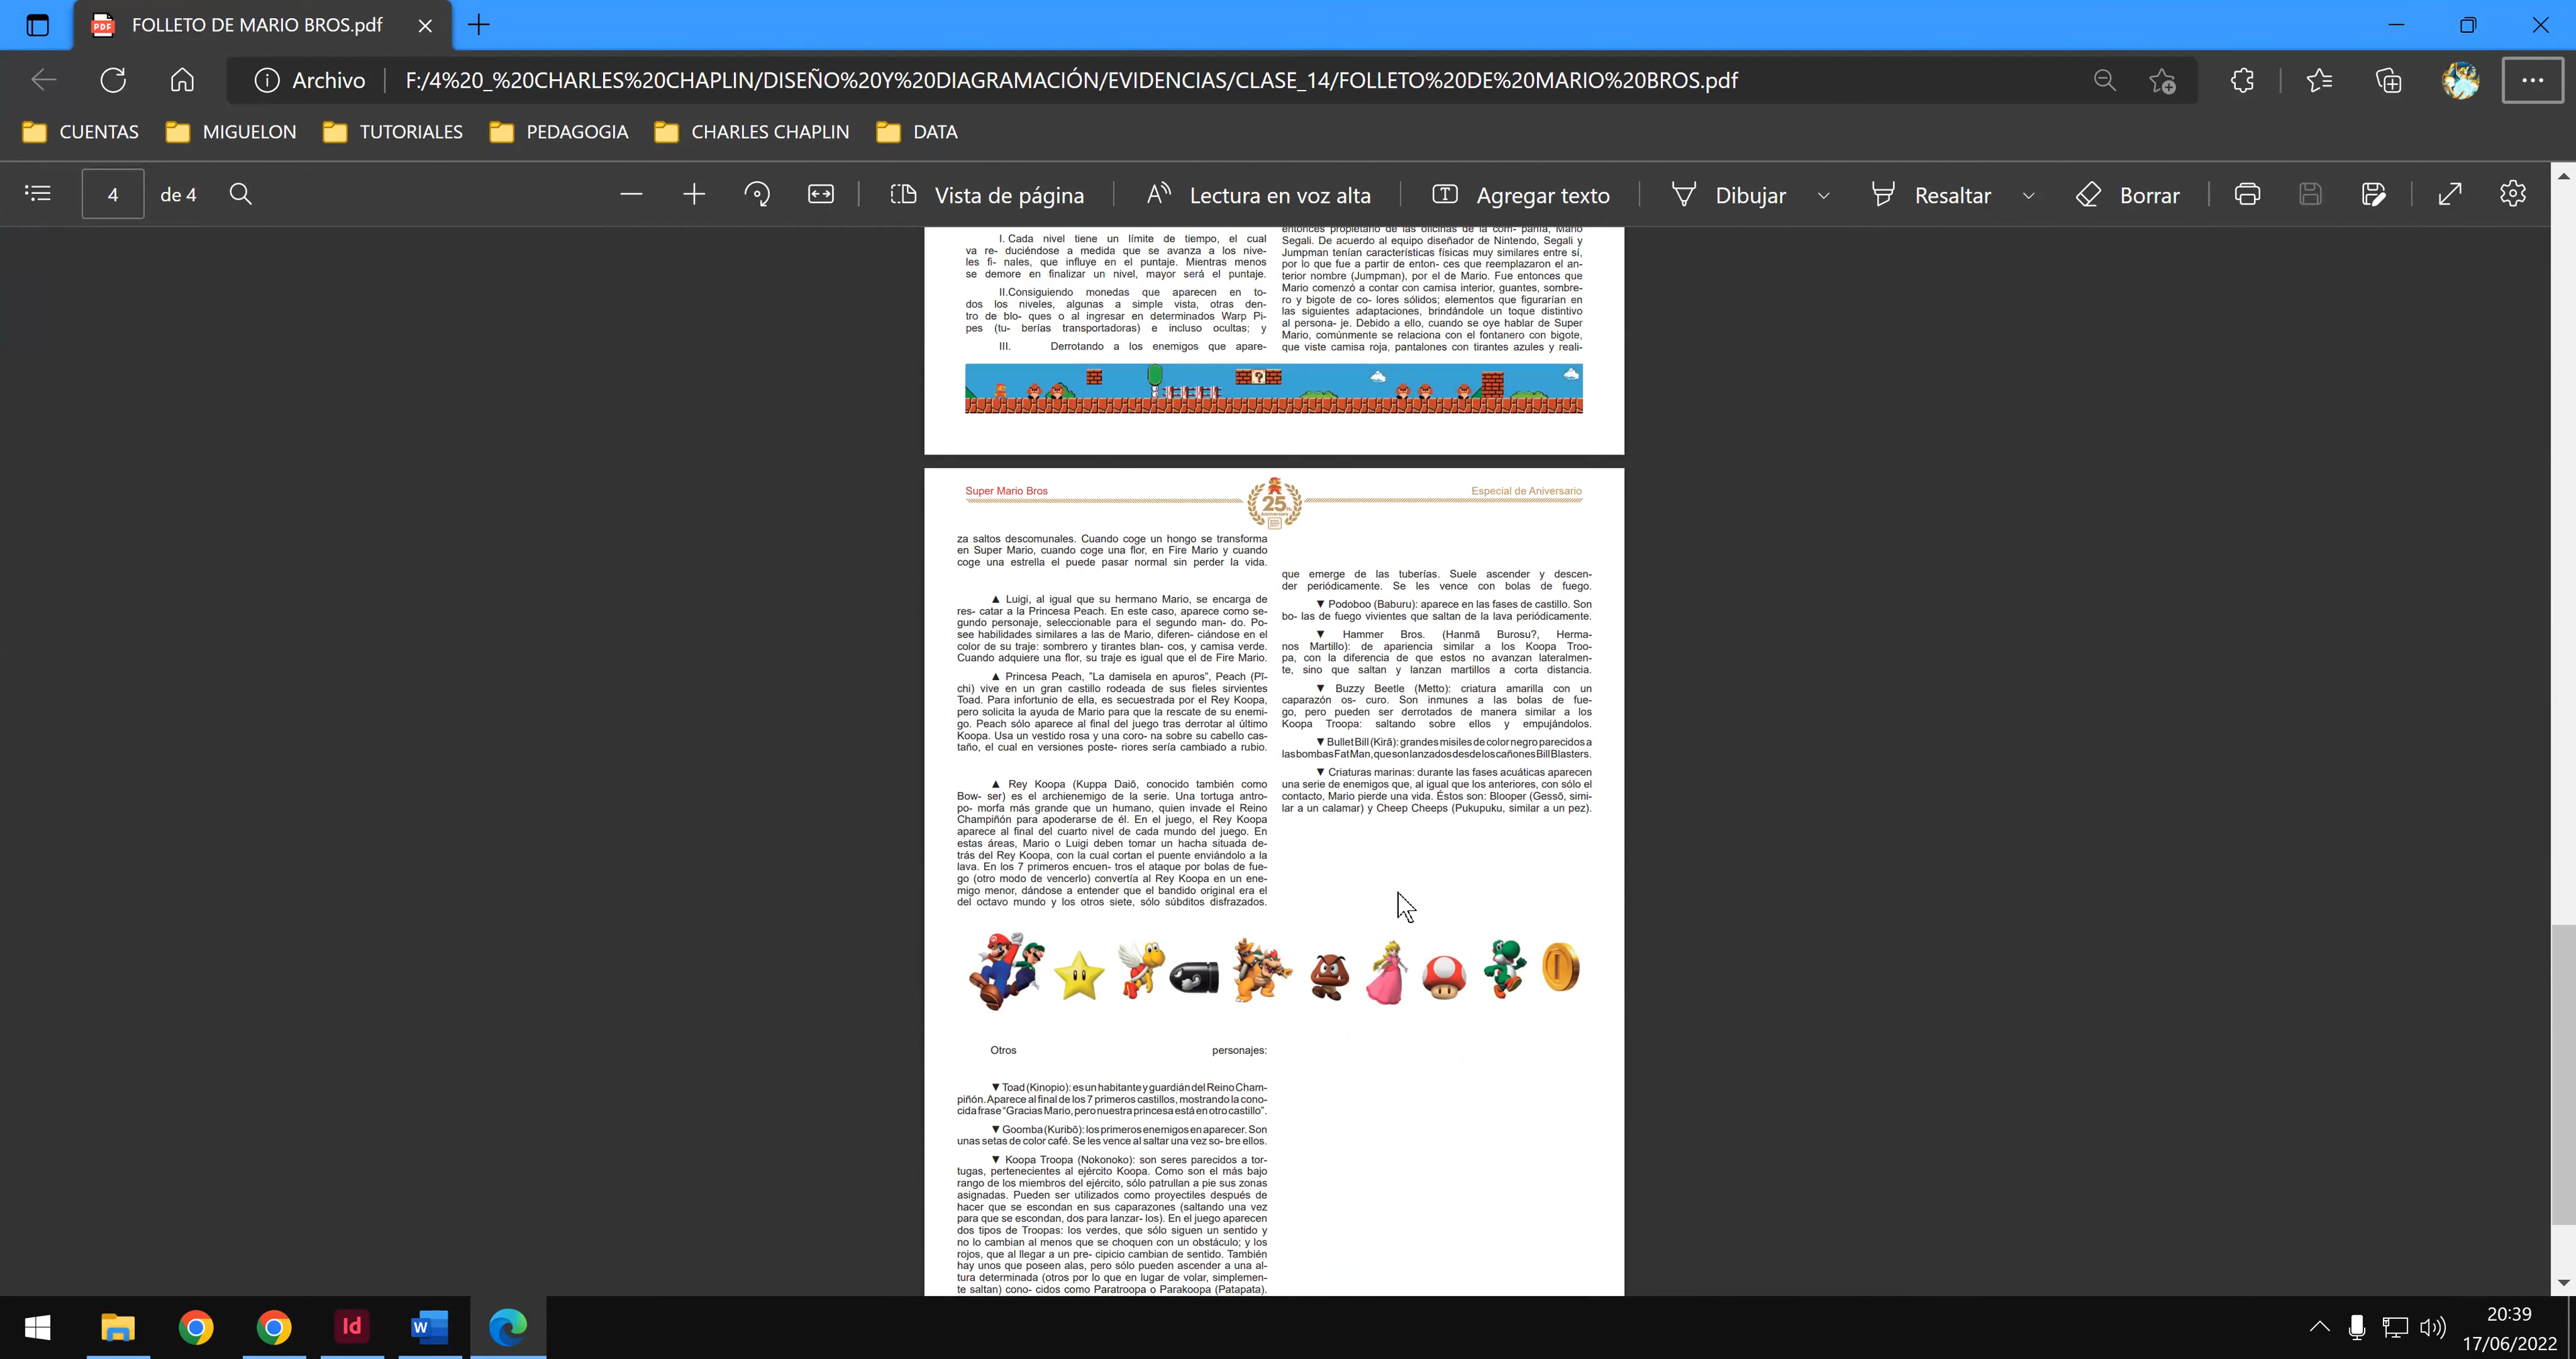 FOLLETO DE MARIO BROS.pdf
Archivo
F:/4%20_%20CHARLES%20CHAPLIN/DISEÑO%20Y%20DIAGRAMACIÓN/EVIDENCIAS/CLASE_14/FOLLETO%20DE%20MARIO%20BROS.pdf
CUENTAS
MIGUELON
TUTORIALES
PEDAGOGIA
CHARLES CHAPLIN
DATA
4
de 4
Vista de página
Lectura en voz alta
Agregar texto
Dibujar
Resaltar
Borrar
I. Cada nivel tiene un límite de tiempo, el cual
va re- duciéndose a medida que se avanza a los nive-
les fi- nales, que influye en el puntaje. Mientras menos
se demore en finalizar un nivel, mayor será el puntaje.
II.Consiguiendo monedas que aparecen en to-
dos los niveles, algunas a simple vista, otras den-
tro de blo- ques o al ingresar en determinados Warp Pi-
pes (tu- berías transportadoras) e incluso ocultas; y
III. Derrotando a los enemigos que apare-
entonces propietario de las oficinas de la com- pañía, Mario
Segali. De acuerdo al equipo diseñador de Nintendo, Segali y
Jumpman tenían características físicas muy similares entre sí,
por lo que fue a partir de enton- ces que reemplazaron el an-
terior nombre (Jumpman), por el de Mario. Fue entonces que
Mario comenzó a contar con camisa interior, guantes, sombre-
ro y bigote de co- lores sólidos; elementos que figurarían en
las siguientes adaptaciones, brindándole un toque distintivo
al persona- je. Debido a ello, cuando se oye hablar de Super
Mario, comúnmente se relaciona con el fontanero con bigote,
que viste camisa roja, pantalones con tirantes azules y reali-
?
Super Mario Bros
25th
Especial de Aniversario
za saltos descomunales. Cuando coge un hongo se transforma
en Super Mario, cuando coge una flor, en Fire Mario y cuando
coge una estrella el puede pasar normal sin perder la vida.
▲ Luigi, al igual que su hermano Mario, se encarga de
res- catar a la Princesa Peach. En este caso, aparece como se-
gundo personaje, seleccionable para el segundo man- do. Po-
see habilidades similares a las de Mario, diferen- ciándose en el
color de su traje: sombrero y tirantes blan- cos, y camisa verde.
Cuando adquiere una flor, su traje es igual que el de Fire Mario.
▲ Princesa Peach, "La damisela en apuros", Peach (Pī-
chi) vive en un gran castillo rodeada de sus fieles sirvientes
Toad. Para infortunio de ella, es secuestrada por el Rey Koopa,
pero solicita la ayuda de Mario para que la rescate de su enemi-
go. Peach sólo aparece al final del juego tras derrotar al último
Koopa. Usa un vestido rosa y una coro- na sobre su cabello cas-
taño, el cual en versiones poste- riores sería cambiado a rubio.
▲ Rey Koopa (Kuppa Daiō, conocido también como
Bow- ser) es el archienemigo de la serie. Una tortuga antro-
po- morfa más grande que un humano, quien invade el Reino
Champiñón para apoderarse de él. En el juego, el Rey Koopa
aparece al final del cuarto nivel de cada mundo del juego. En
estas áreas, Mario o Luigi deben tomar un hacha situada de-
trás del Rey Koopa, con la cual cortan el puente enviándolo a la
lava. En los 7 primeros encuen- tros el ataque por bolas de fue-
go (otro modo de vencerlo) convertía al Rey Koopa en un ene-
migo menor, dándose a entender que el bandido original era el
del octavo mundo y los otros siete, sólo súbditos disfrazados.
que emerge de las tuberías. Suele ascender y descen-
der periódicamente. Se les vence con bolas de fuego.
▼ Podoboo (Baburu): aparece en las fases de castillo. Son
bo- las de fuego vivientes que saltan de la lava periódicamente.
▼ Hammer Bros. (Hanmā Burosu?, Herma-
nos Martillo): de apariencia similar a los Koopa Troo-
pa, con la diferencia de que estos no avanzan lateralmen-
te, sino que saltan y lanzan martillos a corta distancia.
▼ Buzzy Beetle (Metto): criatura amarilla con un
caparazón os- curo. Son inmunes a las bolas de fue-
go, pero pueden ser derrotados de manera similar a los
Koopa Troopa: saltando sobre ellos y empujándolos.
▼ Bullet Bill (Kirā): grandes misiles de color negro parecidos a
las bombas Fat Man, que son lanzados desde los cañones Bill Blasters.
▼ Criaturas marinas: durante las fases acuáticas aparecen
una serie de enemigos que, al igual que los anteriores, con sólo el
contacto, Mario pierde una vida. Éstos son: Blooper (Gessō, simi-
lar a un calamar) y Cheep Cheeps (Pukupuku, similar a un pez).
Otros personajes:
▼ Toad (Kinopio): es un habitante y guardián del Reino Cham-
piñón. Aparece al final de los 7 primeros castillos, mostrando la cono-
cida frase “Gracias Mario, pero nuestra princesa está en otro castillo”.
▼ Goomba (Kuribō): los primeros enemigos en aparecer. Son
unas setas de color café. Se les vence al saltar una vez so- bre ellos.
▼ Koopa Troopa (Nokonoko): son seres parecidos a tor-
tugas, pertenecientes al ejército Koopa. Como son el más bajo
rango de los miembros del ejército, sólo patrullan a pie sus zonas
asignadas. Pueden ser utilizados como proyectiles después de
hacer que se escondan en sus caparazones (saltando una vez
para que se escondan, dos para lanzar- los). En el juego aparecen
dos tipos de Troopas: los verdes, que sólo siguen un sentido y
no lo cambian al menos que se choquen con un obstáculo; y los
rojos, que al llegar a un pre- cipicio cambian de sentido. También
hay unos que poseen alas, pero sólo pueden ascender a una al-
tura determinada (otros por lo que en lugar de volar, simplemen-
te saltan) cono- cidos como Paratroopa o Parakoopa (Patapata).
20:39
17/06/2022